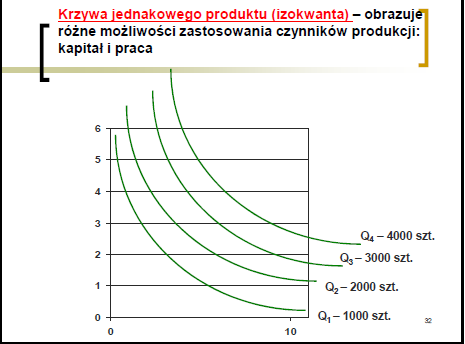 Krzywa jednakowego produktu (izokwanta) – obrazuje
różne możliwości zastosowania czynników produkcji:
kapitał i praca
6
5
4
3
2
1
0
0
10
Q4 – 4000 szt.
Q3 – 3000 szt.
Q2 – 2000 szt.
Q1 – 1000 szt.
32